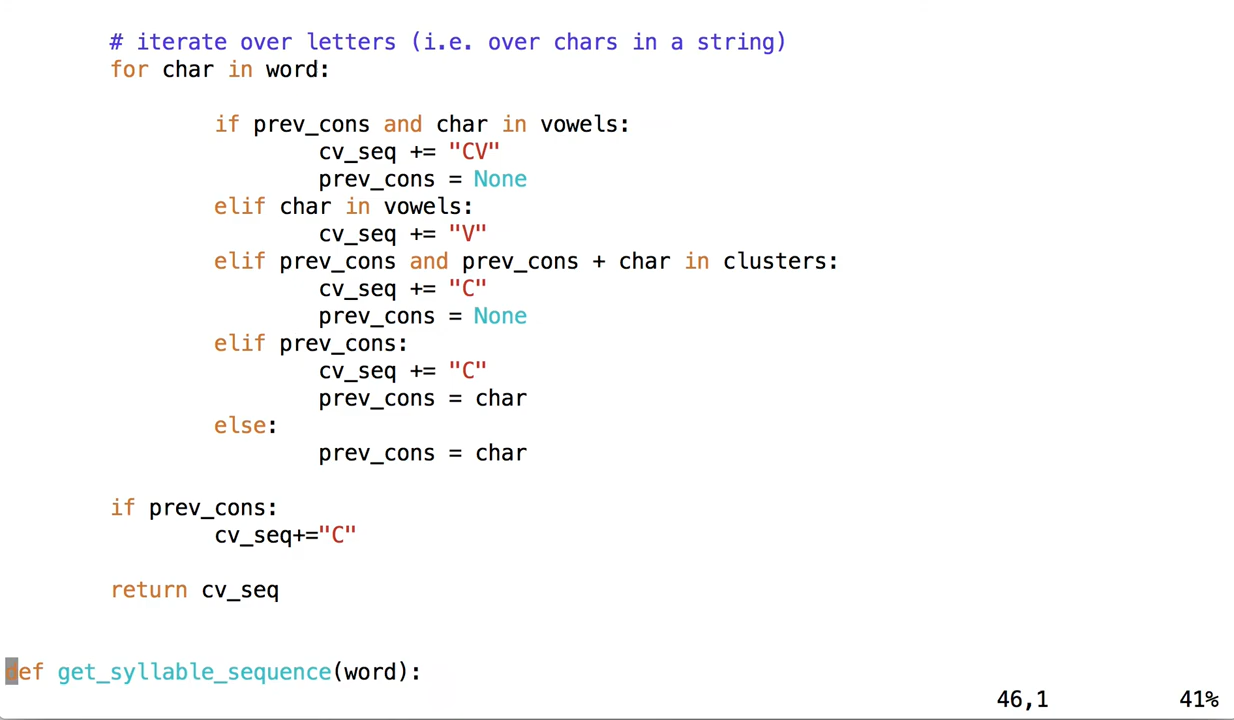 # iterate over letters (i.e. over chars in a string)
for char in word:
if prev_cons and char in vowels:
cv_seq += "CV"
prev_cons = None
elif char in vowels:
cv_seq += "V"
elif prev_cons and prev_cons + char in clusters:
cv_seq += "C"
prev_cons = None
elif prev_cons:
cv_seq += "C"
prev_cons = char
else:
prev_cons = char
if prev_cons:
cv_seq+="C"
return cv_seq
def get_syllable_sequence(word):
46,1 41%